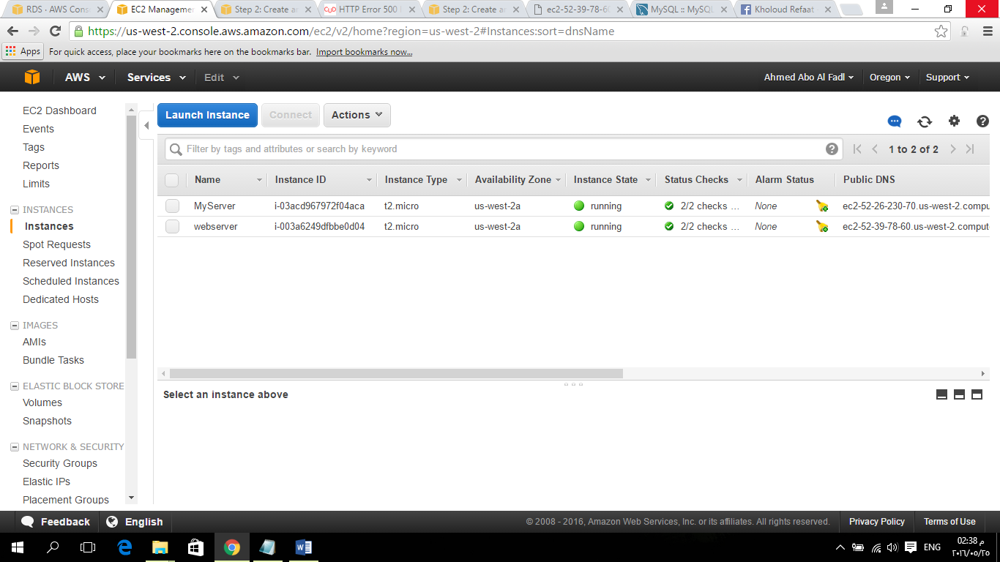 RDS · AWS Cons
EC2 Managemen
Step 2: Create an
HTTP Error 500 I
Step 2: Create an
ec2-52-39-78-60
MySQL :: MySQL
Kholoud Refaat
https://us-west-2.console.aws.amazon.com/ec2/v2/home?region=us-west-2#Instances:sort=dnsName
Apps For quick access, place your bookmarks here on the bookmarks bar. Import bookmarks now...
AWS Services Edit Ahmed Abo Al Fadl Oregon Support
EC2 Dashboard
Events
Tags
Reports
Limits
INSTANCES
Instances
Spot Requests
Reserved Instances
Scheduled Instances
Dedicated Hosts
IMAGES
AMIs
Bundle Tasks
ELASTIC BLOCK STORE
Volumes
Snapshots
NETWORK & SECURITY
Security Groups
Elastic IPs
Placement Groups
Launch Instance Connect Actions
Filter by tags and attributes or search by keyword 1 to 2 of 2
Name Instance ID Instance Type Availability Zone Instance State Status Checks Alarm Status Public DNS
MyServer i-03acd967972f04aca t2.micro us-west-2a running 2/2 checks ... None ec2-52-26-230-70.us-west-2.compu
webserver i-003a6249dfbbe0d04 t2.micro us-west-2a running 2/2 checks ... None ec2-52-39-78-60.us-west-2.comput
Select an instance above
Feedback English © 2008 - 2016, Amazon Web Services, Inc. or its affiliates. All rights reserved. Privacy Policy Terms of Use
ENG
02:38 م
٢٠١٦/٠٥/٢٥